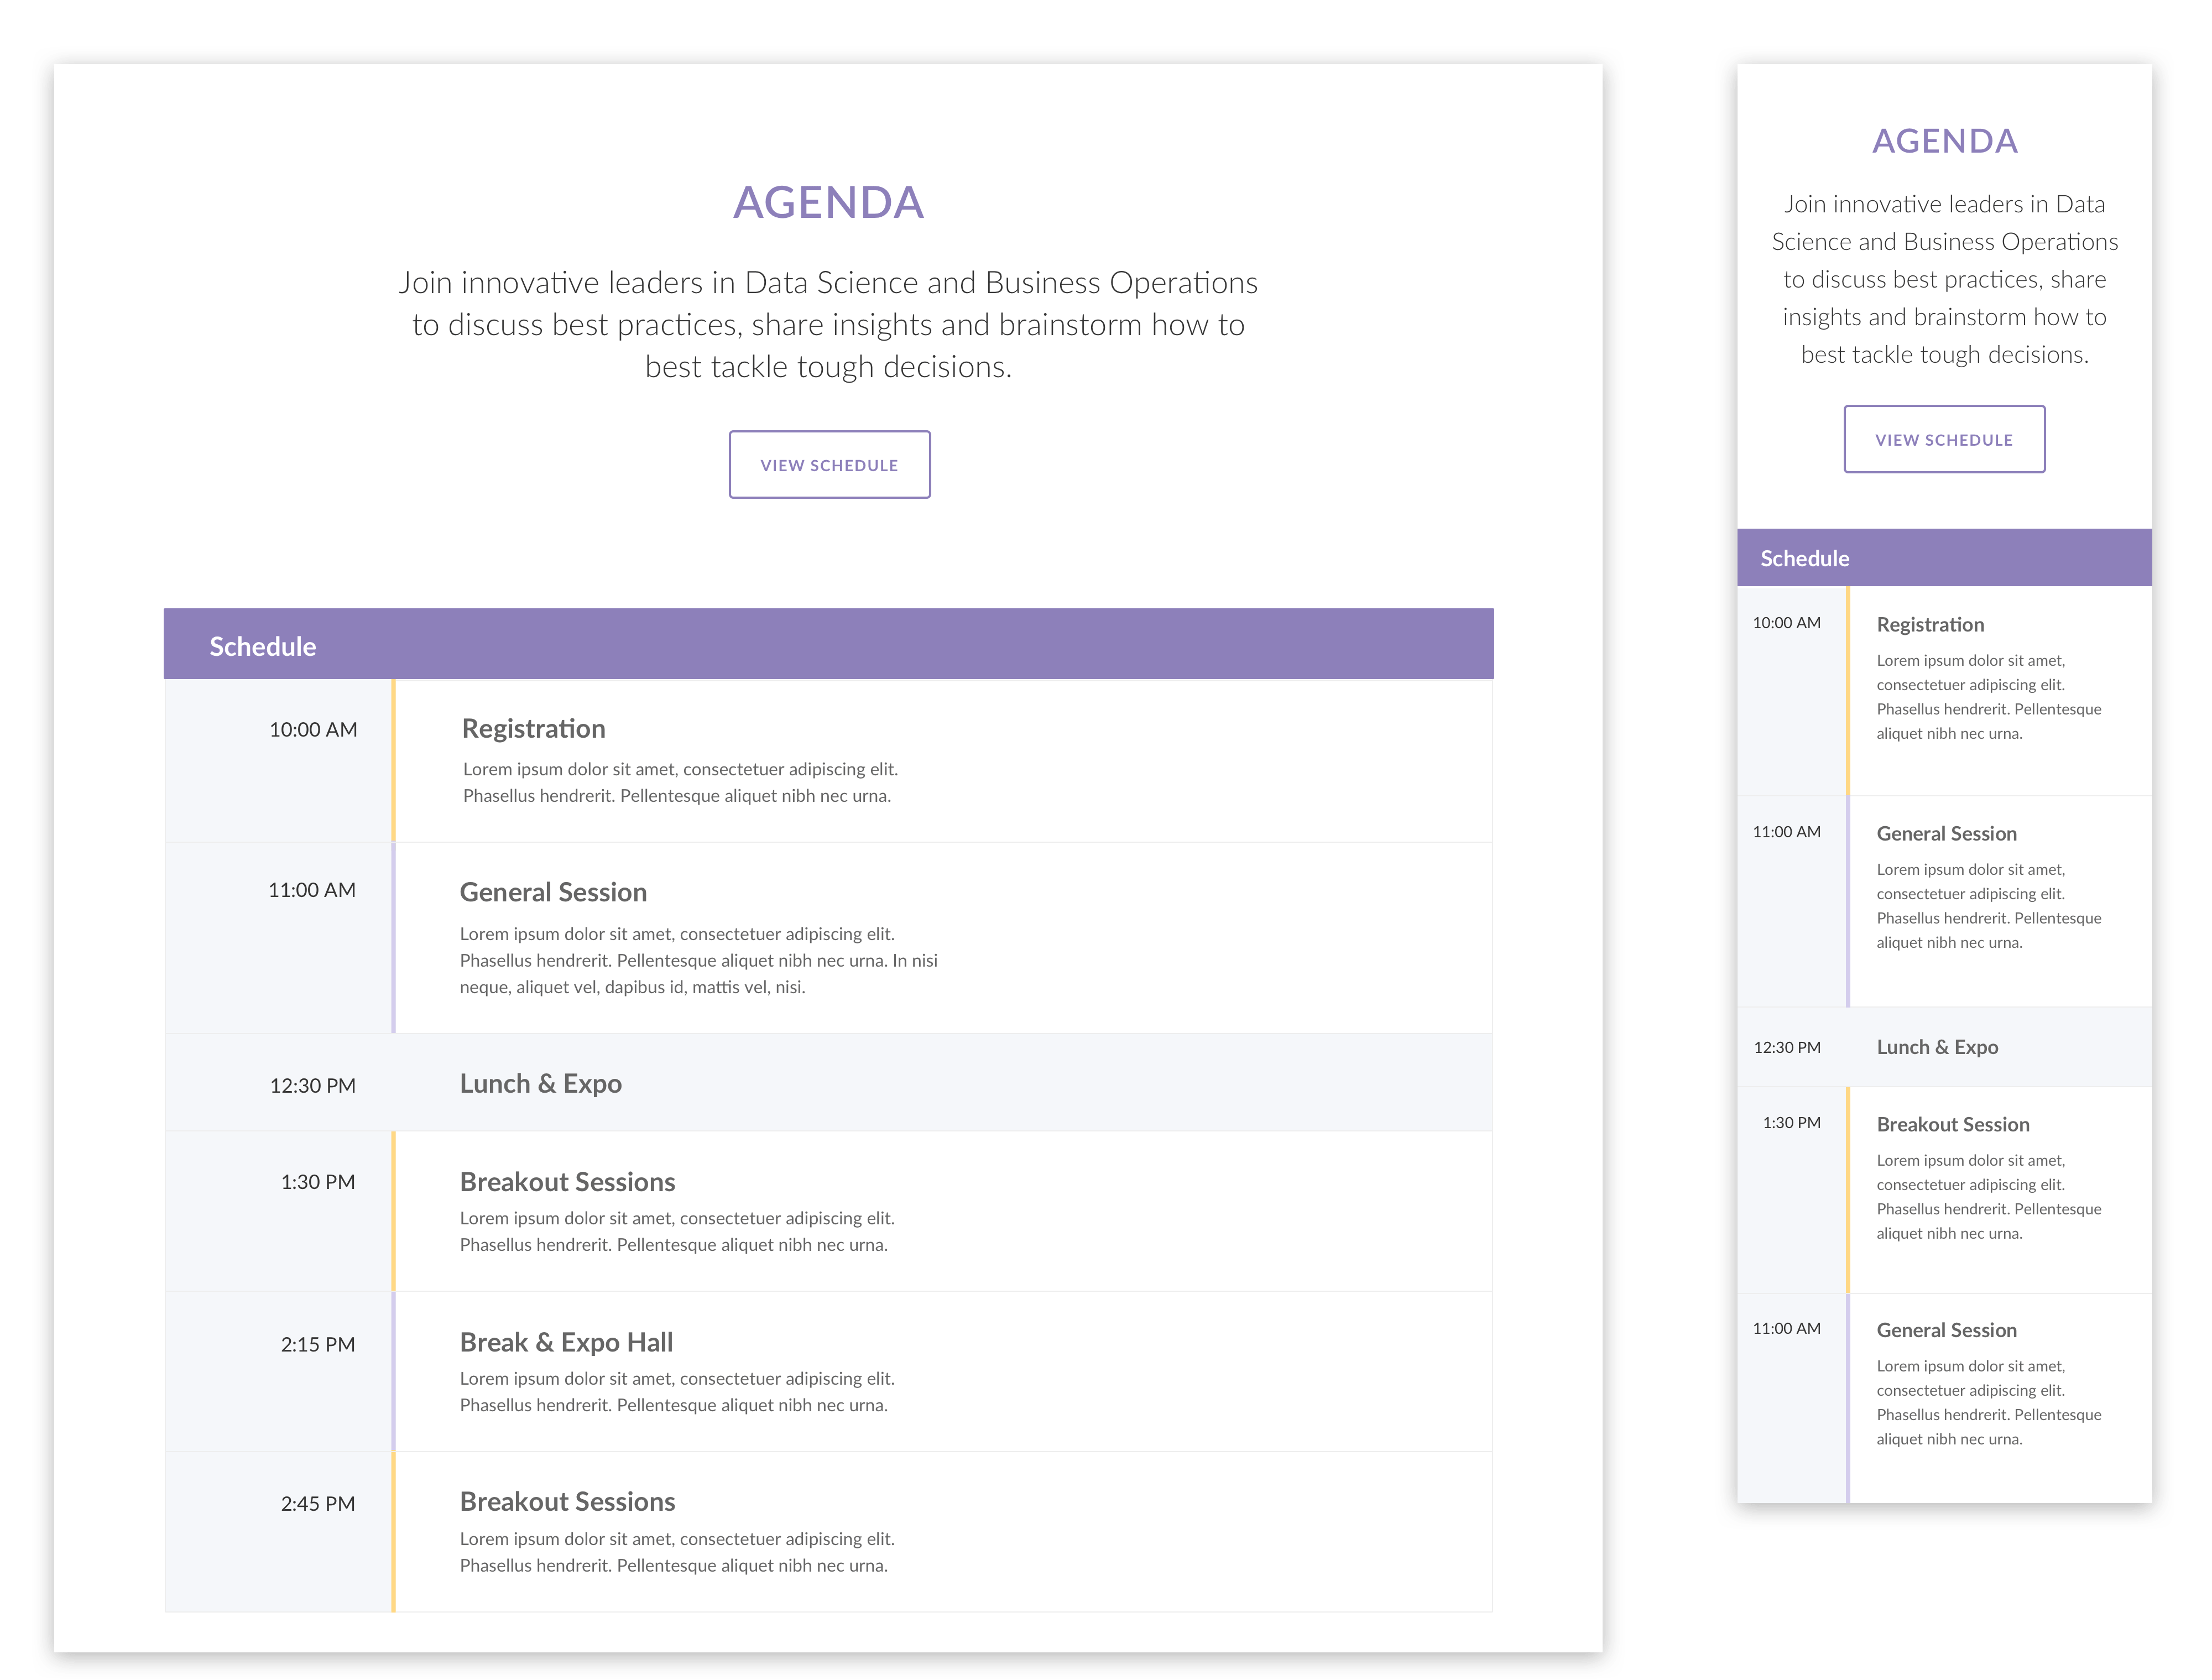 AGENDA
Join innovative leaders in Data Science and Business Operations
to discuss best practices, share insights and brainstorm how to
best tackle tough decisions.
VIEW SCHEDULE
Schedule
10:00 AM
Registration
Lorem ipsum dolor sit amet, consectetuer adipiscing elit.
Phasellus hendrerit. Pellentesque aliquet nibh nec urna.
11:00 AM
General Session
Lorem ipsum dolor sit amet, consectetuer adipiscing elit.
Phasellus hendrerit. Pellentesque aliquet nibh nec urna. In nisi
neque, aliquet vel, dapibus id, mattis vel, nisi.
12:30 PM
Lunch & Expo
1:30 PM
Breakout Sessions
Lorem ipsum dolor sit amet, consectetuer adipiscing elit.
Phasellus hendrerit. Pellentesque aliquet nibh nec urna.
2:15 PM
Break & Expo Hall
Lorem ipsum dolor sit amet, consectetuer adipiscing elit.
Phasellus hendrerit. Pellentesque aliquet nibh nec urna.
2:45 PM
Breakout Sessions
Lorem ipsum dolor sit amet, consectetuer adipiscing elit.
Phasellus hendrerit. Pellentesque aliquet nibh nec urna.
AGENDA
Join innovative leaders in Data
Science and Business Operations
to discuss best practices, share
insights and brainstorm how to
best tackle tough decisions.
VIEW SCHEDULE
Schedule
10:00 AM
Registration
Lorem ipsum dolor sit amet,
consectetuer adipiscing elit.
Phasellus hendrerit. Pellentesque
aliquet nibh nec urna.
11:00 AM
General Session
Lorem ipsum dolor sit amet,
consectetuer adipiscing elit.
Phasellus hendrerit. Pellentesque
aliquet nibh nec urna.
12:30 PM
Lunch & Expo
1:30 PM
Breakout Session
Lorem ipsum dolor sit amet,
consectetuer adipiscing elit.
Phasellus hendrerit. Pellentesque
aliquet nibh nec urna.
11:00 AM
General Session
Lorem ipsum dolor sit amet,
consectetuer adipiscing elit.
Phasellus hendrerit. Pellentesque
aliquet nibh nec urna.